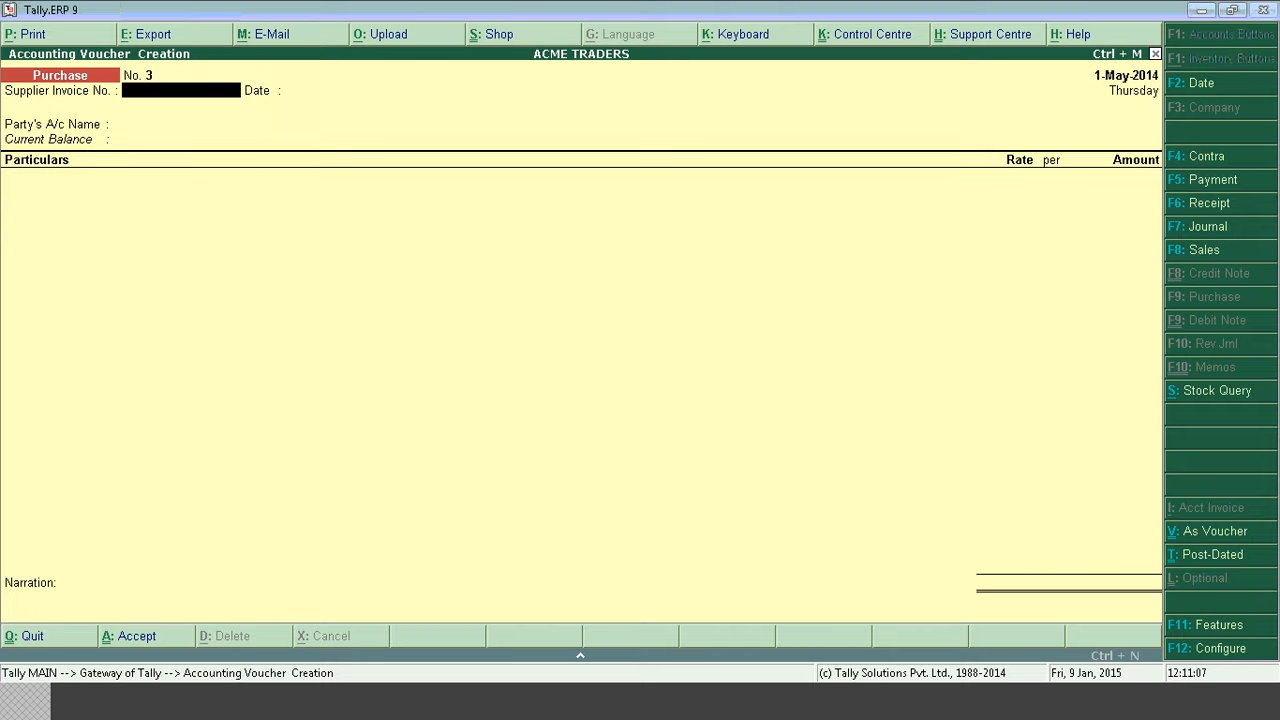 Tally.ERP 9
P: Print E: Export M: E-Mail O: Upload S: Shop G: Language K: Keyboard K: Control Centre H: Support Centre H: Help
Accounting Voucher Creation ACME TRADERS Ctrl + M
Purchase No. 3 1-May-2014
Supplier Invoice No. : Date : Thursday
Party's A/c Name :
Current Balance :
Particulars Rate per Amount
Narration:
Q: Quit A: Accept D: Delete X: Cancel
Ctrl + N
Tally MAIN --> Gateway of Tally --> Accounting Voucher Creation (c) Tally Solutions Pvt. Ltd., 1988-2014 Fri, 9 Jan, 2015 12:11:07
F1: Accounts Buttons
F1: Inventory Buttons
F2: Date
F3: Company
F4: Contra
F5: Payment
F6: Receipt
F7: Journal
F8: Sales
F8: Credit Note
F9: Purchase
F9: Debit Note
F10: Rev Jrnl
F10: Memos
S: Stock Query
I: Acct Invoice
V: As Voucher
T: Post-Dated
L: Optional
F11: Features
F12: Configure